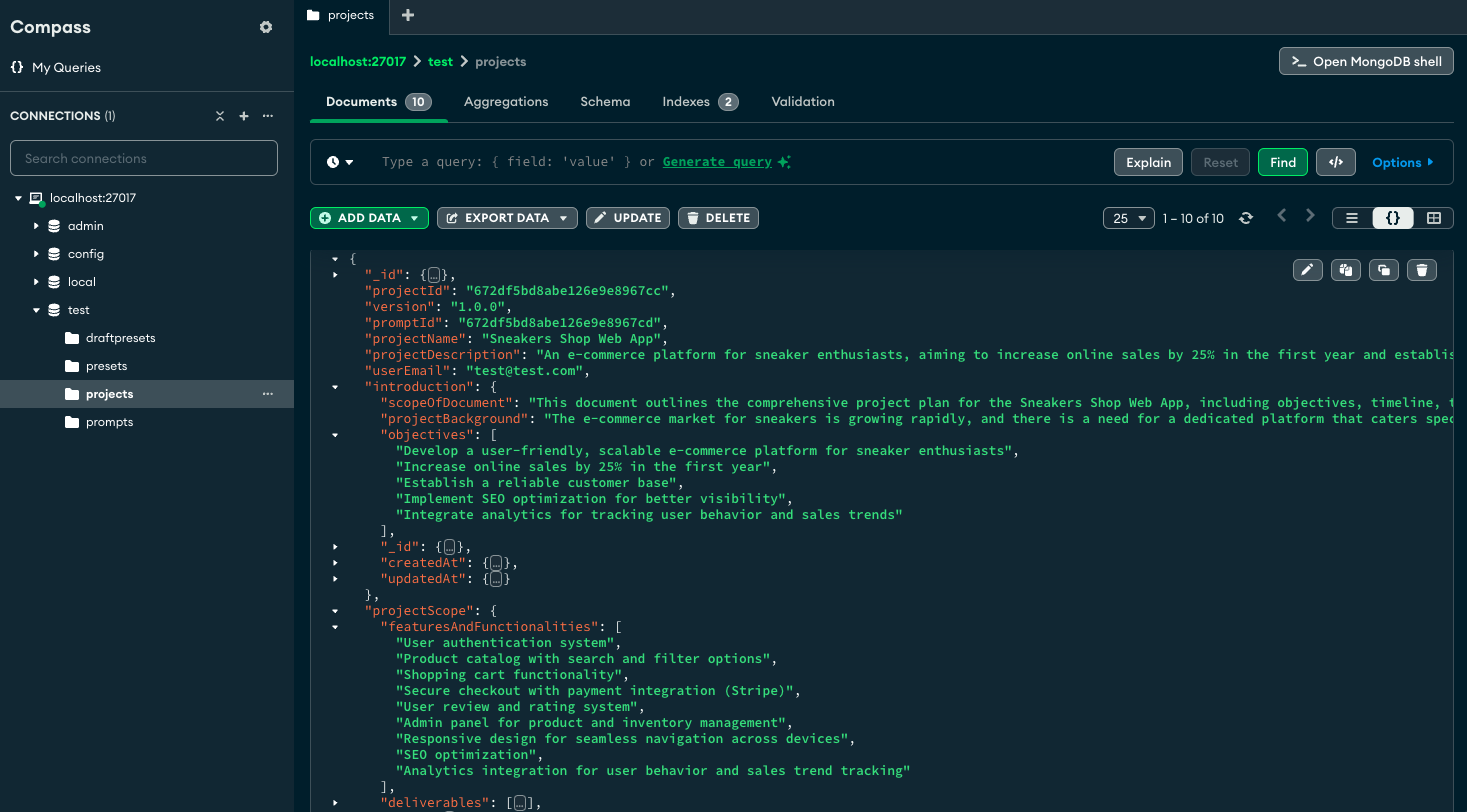 Compass
My Queries
CONNECTIONS (1)
Search connections
localhost:27017
admin
config
local
test
draftpresets
presets
projects
prompts
projects
localhost:27017 > test > projects
Open MongoDB shell
Documents 10 Aggregations Schema Indexes 2 Validation
Type a query: { field: 'value' } or Generate query
Explain Reset Find </> Options
ADD DATA EXPORT DATA UPDATE DELETE
25 1 – 10 of 10 {}
{
"_id": {…},
"projectId": "672df5bd8abe126e9e8967cc",
"version": "1.0.0",
"promptId": "672df5bd8abe126e9e8967cd",
"projectName": "Sneakers Shop Web App",
"projectDescription": "An e-commerce platform for sneaker enthusiasts, aiming to increase online sales by 25% in the first year and establis
"userEmail": "test@test.com",
"introduction": {
"scopeOfDocument": "This document outlines the comprehensive project plan for the Sneakers Shop Web App, including objectives, timeline, t
"projectBackground": "The e-commerce market for sneakers is growing rapidly, and there is a need for a dedicated platform that caters spec
"objectives": [
"Develop a user-friendly, scalable e-commerce platform for sneaker enthusiasts",
"Increase online sales by 25% in the first year",
"Establish a reliable customer base",
"Implement SEO optimization for better visibility",
"Integrate analytics for tracking user behavior and sales trends"
],
"_id": {…},
"createdAt": {…},
"updatedAt": {…}
},
"projectScope": {
"featuresAndFunctionalities": [
"User authentication system",
"Product catalog with search and filter options",
"Shopping cart functionality",
"Secure checkout with payment integration (Stripe)",
"User review and rating system",
"Admin panel for product and inventory management",
"Responsive design for seamless navigation across devices",
"SEO optimization",
"Analytics integration for user behavior and sales trend tracking"
],
"deliverables": […],